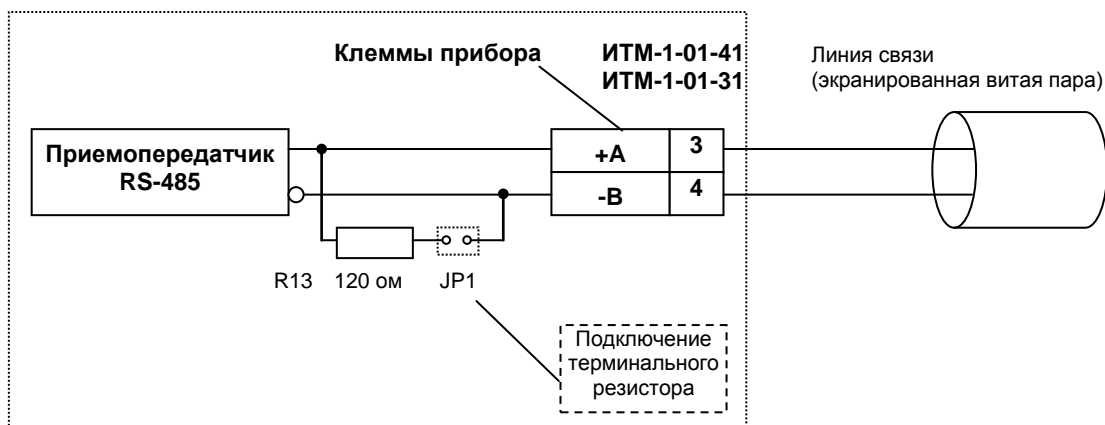 Клеммы прибора
ИТМ-1-01-41
ИТМ-1-01-31
Линия связи
(экранированная витая пара)
Приемопередатчик
RS-485
+A 3
-B 4
R13 120 ом JP1
Подключение
терминального
резистора